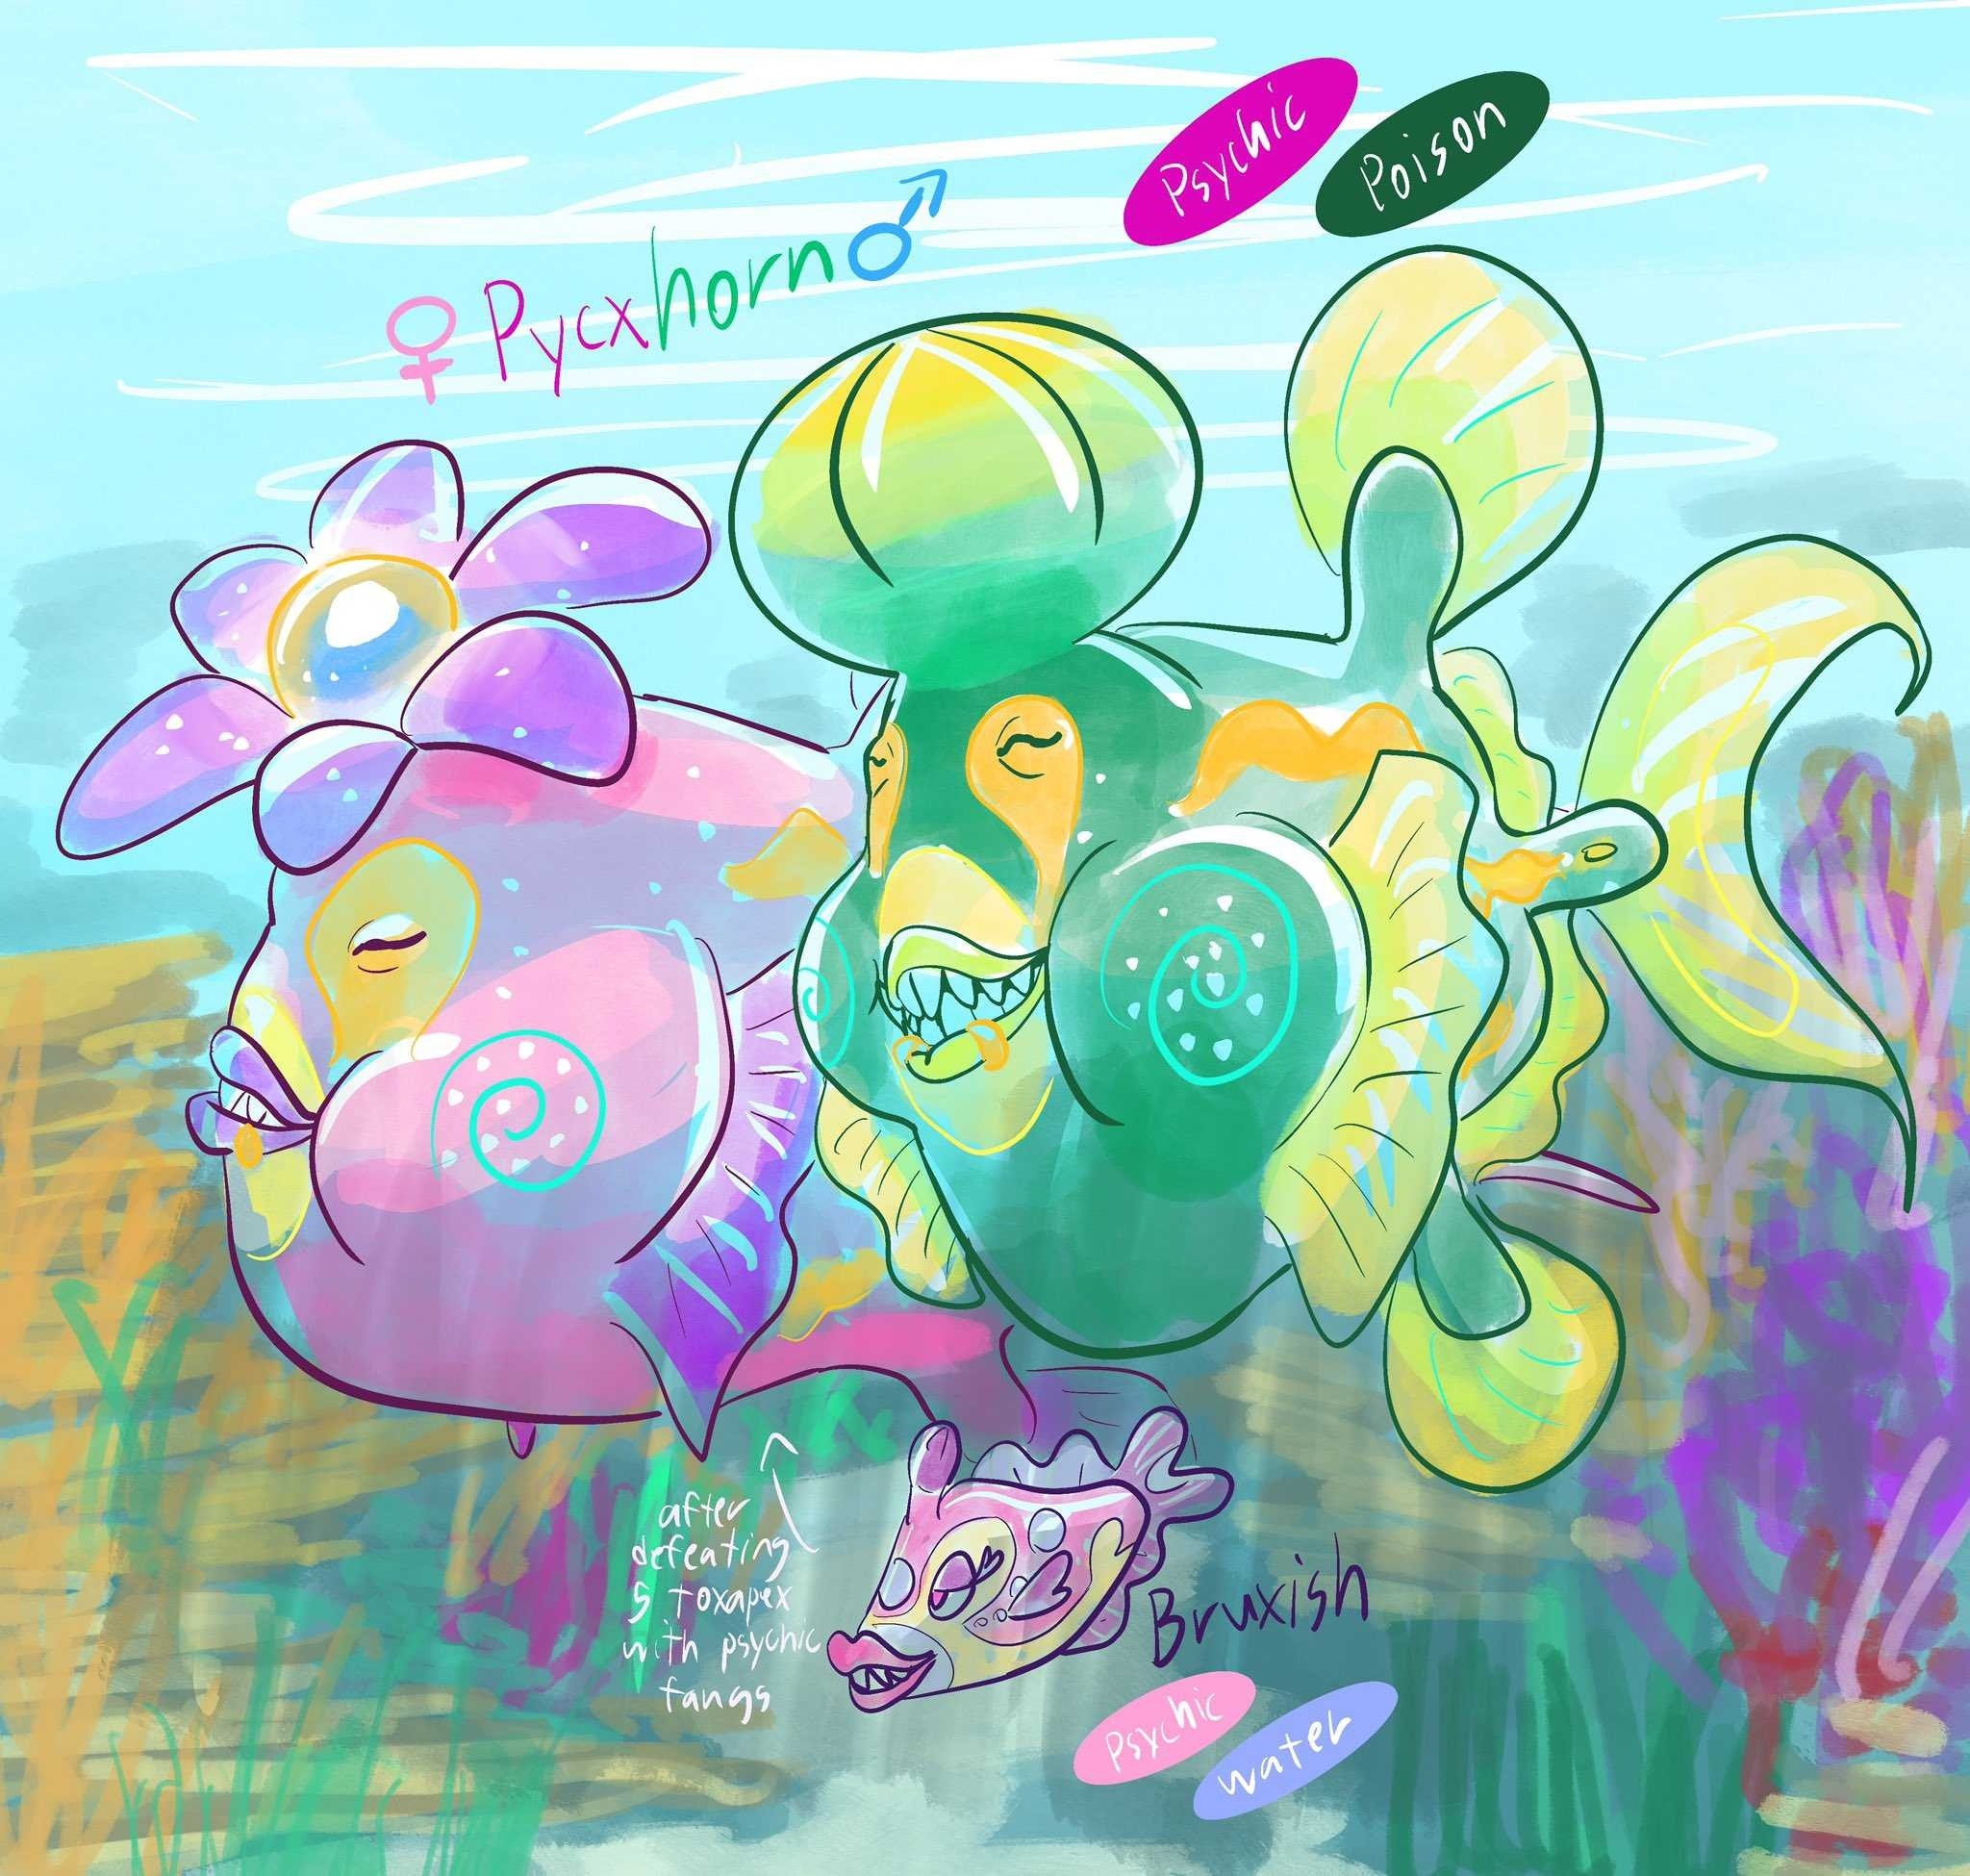 Psychic
Poison
♀Pycxhorn♂
after
defeating
5 toxapex
with psychic
fangs
Bruxish
Psychic
water